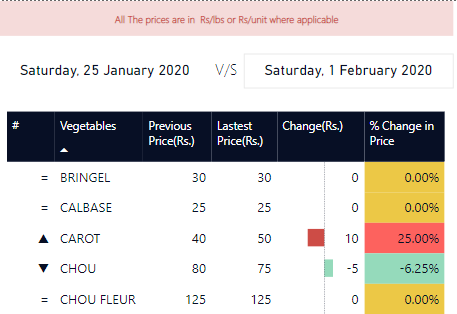 All The prices are in Rs/lbs or Rs/unit where applicable
Saturday, 25 January 2020 V/S Saturday, 1 February 2020
# Vegetables Previous Price(Rs.) Lastest Price(Rs.) Change(Rs.) % Change in Price
= BRINGEL 30 30 0 0.00%
= CALBASE 25 25 0 0.00%
▲ CAROT 40 50 10 25.00%
▼ CHOU 80 75 -5 -6.25%
= CHOU FLEUR 125 125 0 0.00%